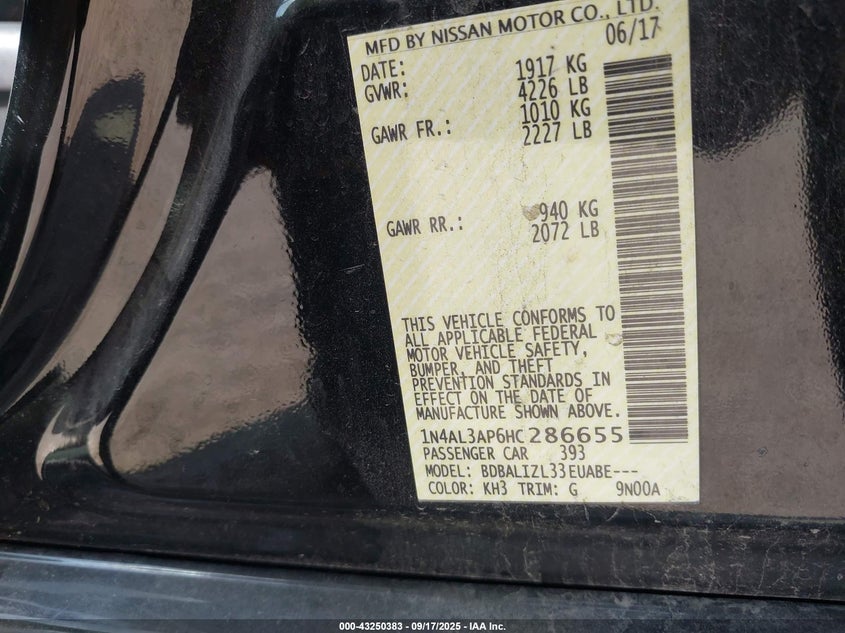 MFD BY NISSAN MOTOR CO., LTD.
DATE: 06/17
GVWR: 1917 KG
4226 LB
GAWR FR.: 1010 KG
2227 LB
GAWR RR.: 940 KG
2072 LB
THIS VEHICLE CONFORMS TO
ALL APPLICABLE FEDERAL
MOTOR VEHICLE SAFETY,
BUMPER, AND THEFT
PREVENTION STANDARDS IN
EFFECT ON THE DATE OF
MANUFACTURE SHOWN ABOVE.
1N4AL3AP6HC286655
PASSENGER CAR 393
MODEL: BDBALIZL33EUABE---
COLOR: KH3 TRIM: G 9N00A
000-43250383 - 09/17/2025 - IAA Inc.